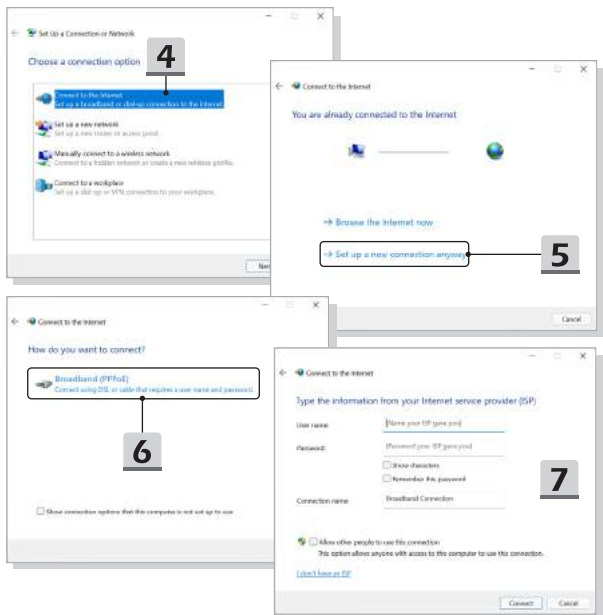 Set Up a Connection or Network
Choose a connection option
4
Connect to the Internet
Set up a broadband or dial-up connection to the Internet.
Set up a new network
Set up a new router or access point.
Manually connect to a wireless network
Connect to a hidden network or create a new wireless profile.
Connect to a workplace
Set up a dial-up or VPN connection to your workplace.
Connect to the Internet
You are already connected to the Internet
→ Browse the Internet now
→ Set up a new connection anyway
5
Cancel
Connect to the Internet
How do you want to connect?
Broadband (PPPoE)
Connect using DSL or cable that requires a user name and password.
6
Show connection options that this computer is not set up to use
Connect to the Internet
Type the information from your Internet service provider (ISP)
User name:
[Name your ISP gave you]
Password:
[Password your ISP gave you]
Show characters
Remember this password
7
Connection name:
Broadband Connection
Allow other people to use this connection
This option allows anyone with access to this computer to use this connection.
I don't have an ISP
Connect
Cancel